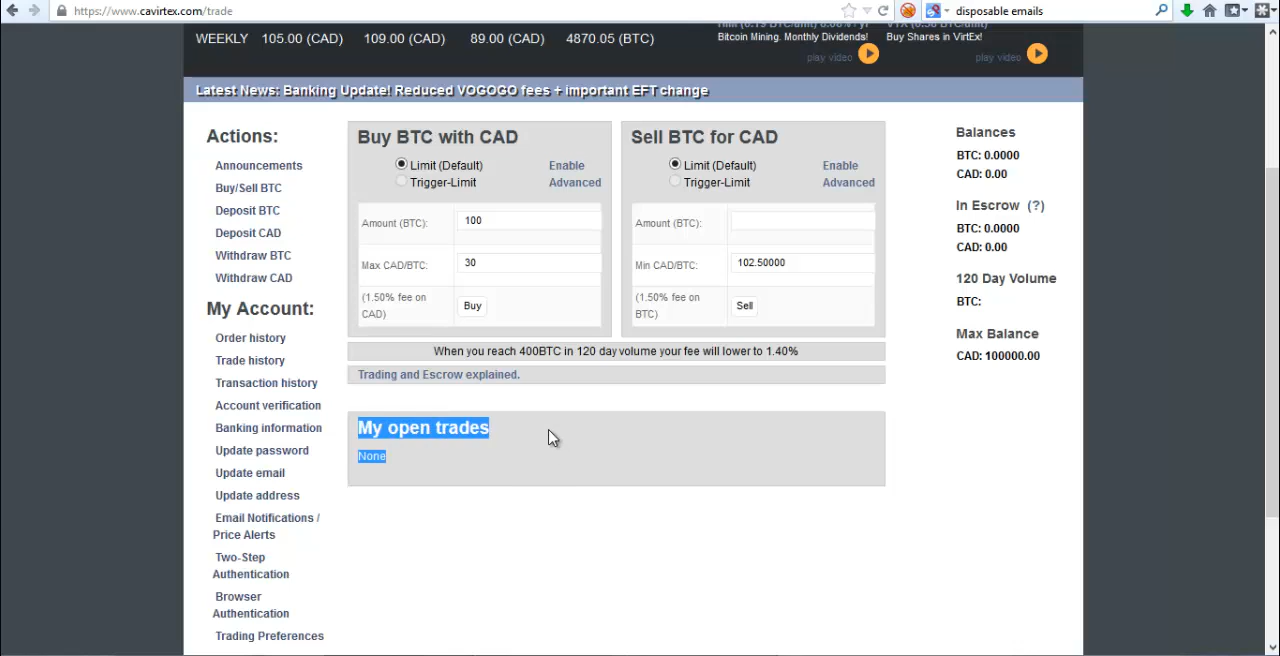 https://www.cavirtex.com/trade
disposable emails
WEEKLY 105.00 (CAD) 109.00 (CAD) 89.00 (CAD) 4870.05 (BTC)
Bitcoin Mining. Monthly Dividends!
Buy Shares in VirtEx!
play video
play video
Latest News: Banking Update! Reduced VOGOGO fees + important EFT change
Actions:
Announcements
Buy/Sell BTC
Deposit BTC
Deposit CAD
Withdraw BTC
Withdraw CAD
My Account:
Order history
Trade history
Transaction history
Account verification
Banking information
Update password
Update email
Update address
Email Notifications /
Price Alerts
Two-Step
Authentication
Browser
Authentication
Trading Preferences
Buy BTC with CAD
Limit (Default) Enable
Trigger-Limit Advanced
Amount (BTC): 100
Max CAD/BTC: 30
(1.50% fee on
CAD)
Buy
Sell BTC for CAD
Limit (Default) Enable
Trigger-Limit Advanced
Amount (BTC):
Min CAD/BTC: 102.50000
(1.50% fee on
BTC)
Sell
When you reach 400BTC in 120 day volume your fee will lower to 1.40%
Trading and Escrow explained.
My open trades
None
Balances
BTC: 0.0000
CAD: 0.00
In Escrow (?)
BTC: 0.0000
CAD: 0.00
120 Day Volume
BTC:
Max Balance
CAD: 100000.00